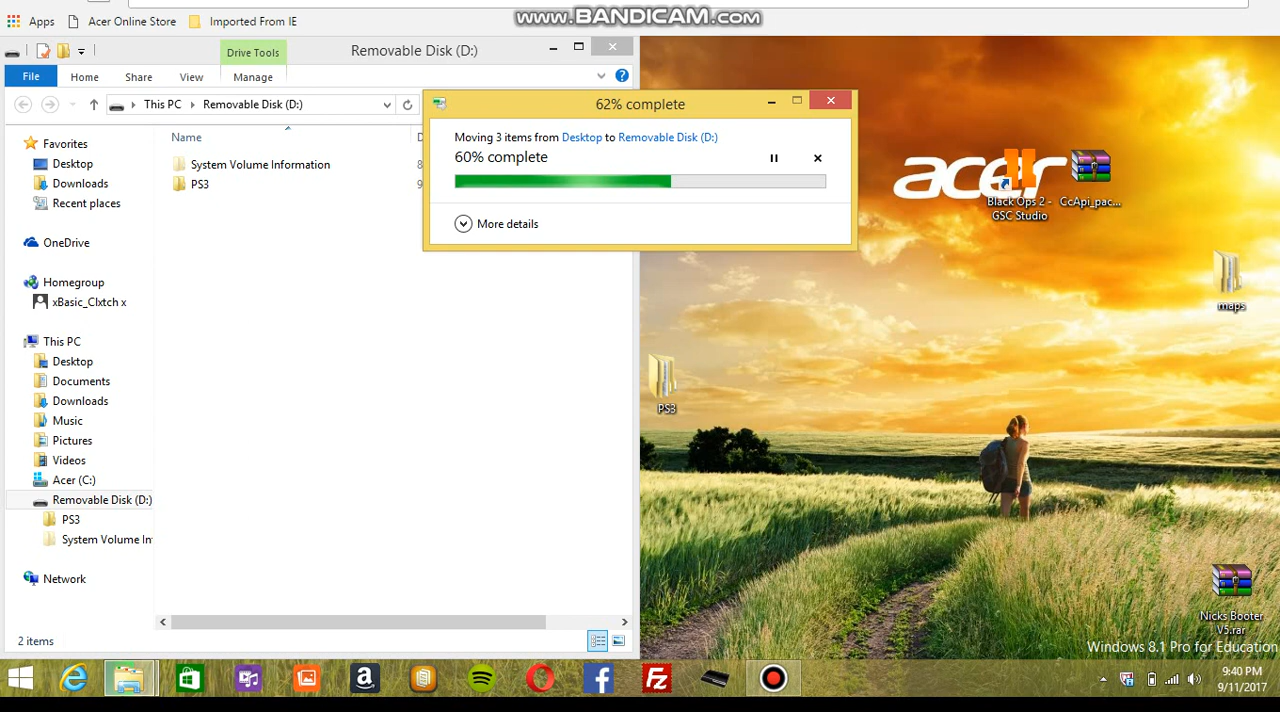 Apps
Acer Online Store
Imported From IE
www.BANDICAM.com
Drive Tools
Removable Disk (D:)
File
Home
Share
View
Manage
This PC
Removable Disk (D:)
Name
D
Favorites
Desktop
Downloads
Recent places
OneDrive
Homegroup
xBasic_Clxtch x
This PC
Desktop
Documents
Downloads
Music
Pictures
Videos
Acer (C:)
Removable Disk (D:)
PS3
System Volume In
Network
System Volume Information
8
PS3
9
2 items
62% complete
Moving 3 items from Desktop to Removable Disk (D:)
60% complete
More details
acer
Black Ops 2 -
GSC Studio
CcApi_pac...
maps
PS3
Nicks Booter
V5.rar
Windows 8.1 Pro for Education
9:40 PM
9/11/2017